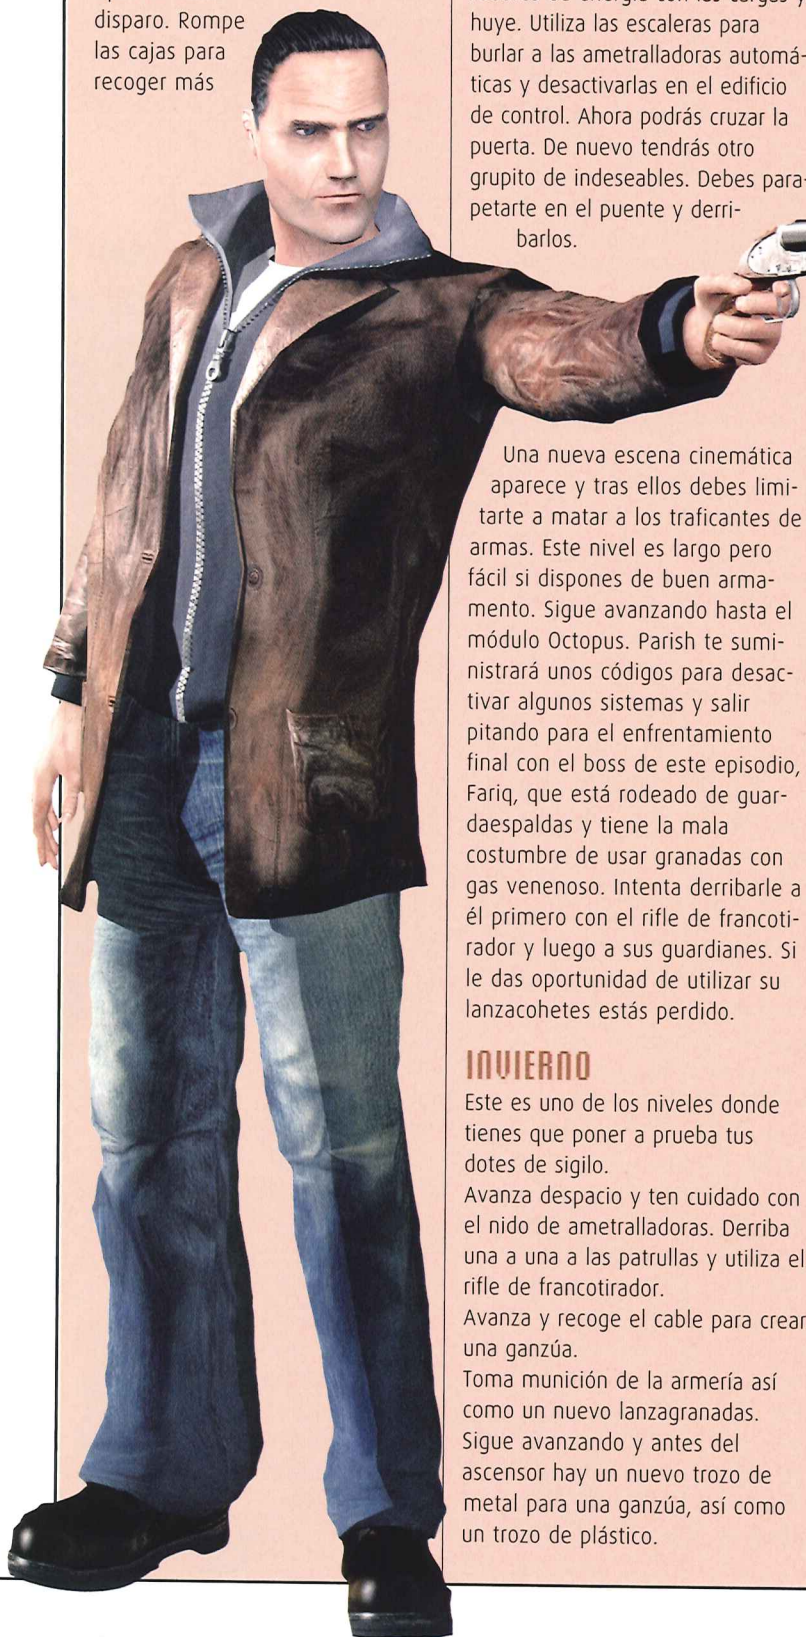 disparo. Rompe
las cajas para
recoger más
huye. Utiliza las escaleras para
burlar a las ametralladoras automá-
ticas y desactivarlas en el edificio
de control. Ahora podrás cruzar la
puerta. De nuevo tendrás otro
grupito de indeseables. Debes para-
petarte en el puente y derri-
barlos.
Una nueva escena cinemática
aparece y tras ellos debes limi-
tarte a matar a los traficantes de
armas. Este nivel es largo pero
fácil si dispones de buen arma-
mento. Sigue avanzando hasta el
módulo Octopus. Parish te sumi-
nistrará unos códigos para desac-
tivar algunos sistemas y salir
pitando para el enfrentamiento
final con el boss de este episodio,
Fariq, que está rodeado de guar-
daespaldas y tiene la mala
costumbre de usar granadas con
gas venenoso. Intenta derribarle a
él primero con el rifle de francoti-
rador y luego a sus guardianes. Si
le das oportunidad de utilizar su
lanzacohetes estás perdido.
INVIERNO
Este es uno de los niveles donde
tienes que poner a prueba tus
dotes de sigilo.
Avanza despacio y ten cuidado con
el nido de ametralladoras. Derriba
una a una a las patrullas y utiliza el
rifle de francotirador.
Avanza y recoge el cable para crear
una ganzúa.
Toma munición de la armería así
como un nuevo lanzagranadas.
Sigue avanzando y antes del
ascensor hay un nuevo trozo de
metal para una ganzúa, así como
un trozo de plástico.